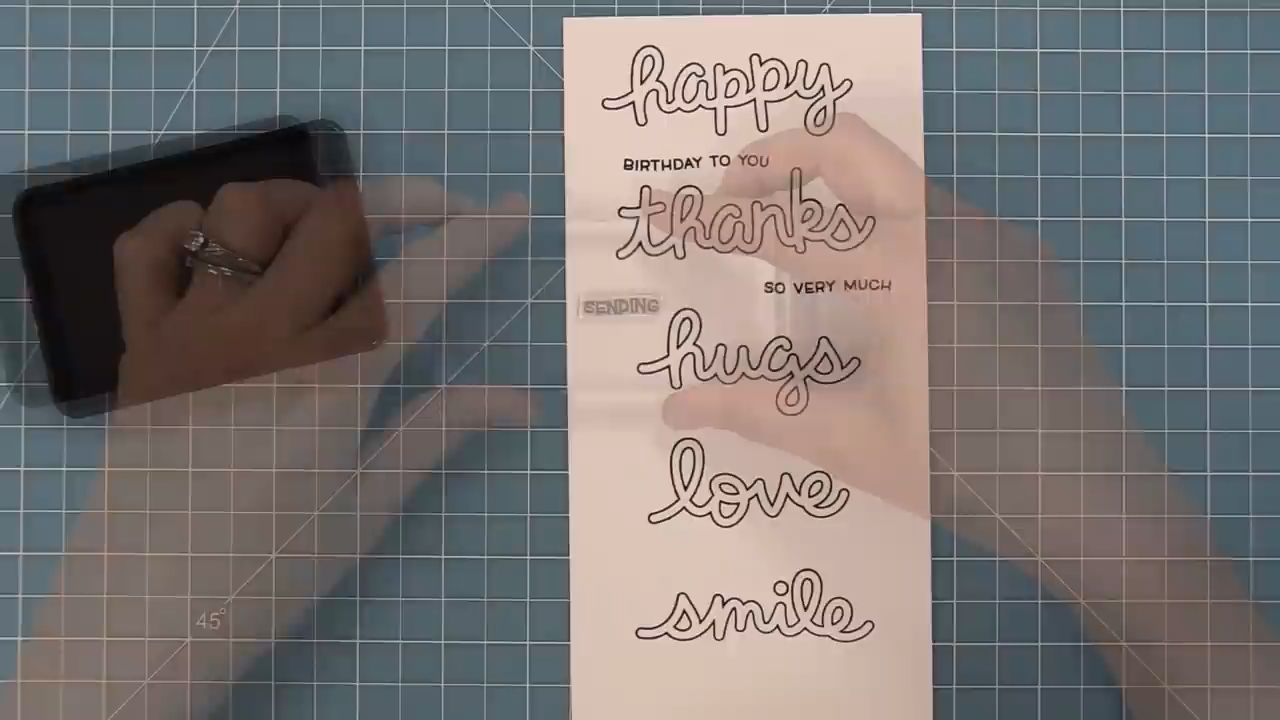 happy
BIRTHDAY TO YOU
thanks
SO VERY MUCH
SENDING
hugs
love
smile
45°